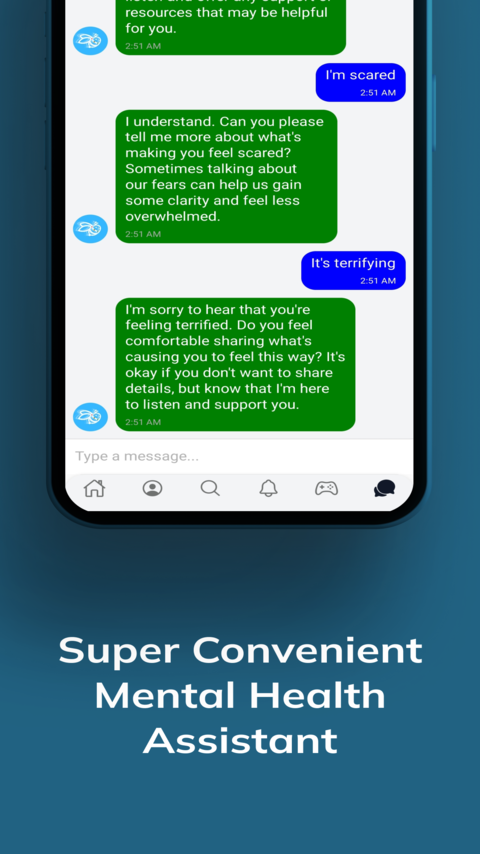 resources that may be helpful
for you.
2:51 AM
I'm scared
2:51 AM
I understand. Can you please
tell me more about what's
making you feel scared?
Sometimes talking about
our fears can help us gain
some clarity and feel less
overwhelmed.
2:51 AM
It's terrifying
2:51 AM
I'm sorry to hear that you're
feeling terrified. Do you feel
comfortable sharing what's
causing you to feel this way? It's
okay if you don't want to share
details, but know that I'm here
to listen and support you.
2:51 AM
Type a message...
Super Convenient
Mental Health
Assistant